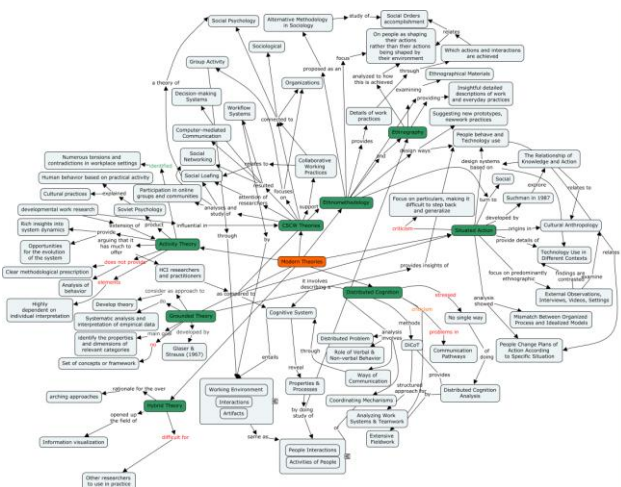 Social Psychology
Alternative Methodology
in Sociology
study of
Social Orders
accomplishment
relates
Sociological
On people as shaping
their actions
rather than their actions
being shaped by
their environment
Which actions and interactions
are achieved
focus
proposed as an
through
analyzed to how
this is achieved
Group Activity
Organizations
examining
Ethnographical Materials
a theory of
Decision-making
Systems
Workflow
Systems
providing
Insightful detailed
descriptions of work
and everyday practices
Details of work
practices
Suggesting new prototypes,
nowwork practices
connected to
Computer-mediated
Communication
Ethnography
provides
People behave and
Technology use
design ways
and
Numerous tensions and
contradictions in workplace settings
identified
Social
Networking
Social Loafing
Collaborative
Working
Practices
The Relationship of
Knowledge and Action
design systems
based on
Human behavior based on practical activity
explained
Cultural practices
Participation in online
groups and communities
resulted
attention of
researchers
focuses
on
Ethnomethodology
Social
turn to
Suchman in 1987
explore
relates to
developmental work research
Soviet Psychology
product
extension of
analyses and
study of
support
Focus on particulars, making it
difficult to step back
and generalize
developed by
Rich insights into
system dynamics
provides
influential in
CSCW Theories
criticism
Situated Action
origins in
Cultural Anthropology
Opportunities
for the evolution
of the system
arguing that it
has much to
offer
Activity Theory
through
by
provide details of
Technology Use in
Different Contexts
does not provide
Modern Theories
provides insights of
findings are
contrasted
examine
relates
Clear methodological prescription
HCI researchers
and practitioners
focus on predominantly
ethnographic
External Observations,
Interviews, Videos, Settings
Analysis of
behavior
elements
it involves
describing a
Distributed Cognition
analysis
showed
Highly
dependent on
individual interpretation
consider as approach to
Develop theory
as compared to
Mismatch Between Organized
Process and Idealized Models
Systematic analysis and
interpretation of empirical data
Grounded Theory
Cognitive System
No single way
problems in
People Change Plans of
Action According
to Specific Situation
main goal
developed by
methods
Distributed Problem
analysis
involves
identify the properties
and dimensions of
relevant categories
Glaser &
Strauss (1967)
Role of Verbal &
Non-verbal Behavior
DiCoT
Communication
Pathways
of
doing
Set of concepts or framework
through
reveal
Ways of
Communication
provides
entails
Properties &
Processes
structured
approach for
Distributed Cognition
Analysis
arching approaches
rationale for the over
Working Environment
Interactions
Artifacts
Coordinating Mechanisms
Hybrid Theory
by doing
study of
Analyzing Work
Systems & Teamwork
opened up
the field of
Extensive
Fieldwork
Information visualization
difficult for
same as
People Interactions
Activities of People
Other researchers
to use in practice